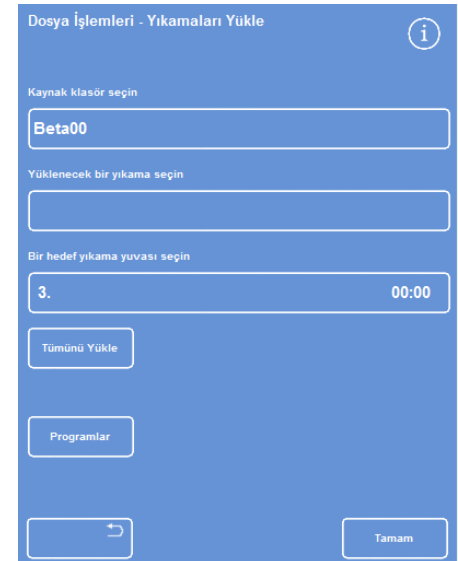 Dosya İşlemleri - Yıkamaları Yükle
i
Kaynak klasör seçin
Beta00
Yüklenecek bir yıkama seçin
Bir hedef yıkama yuvası seçin
3. 00:00
Tümünü Yükle
Programlar
Tamam